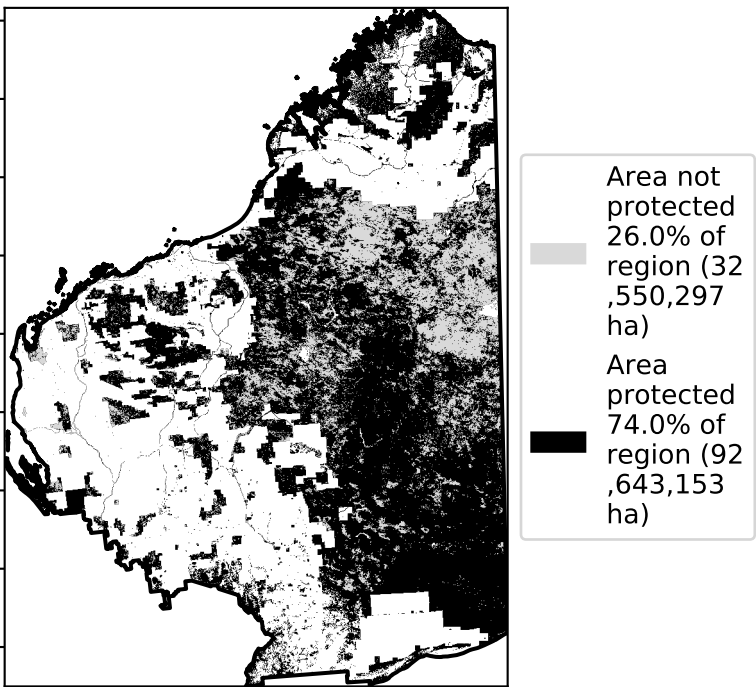 Area not
protected
26.0% of
region (32
,550,297
ha)
Area
protected
74.0% of
region (92
,643,153
ha)